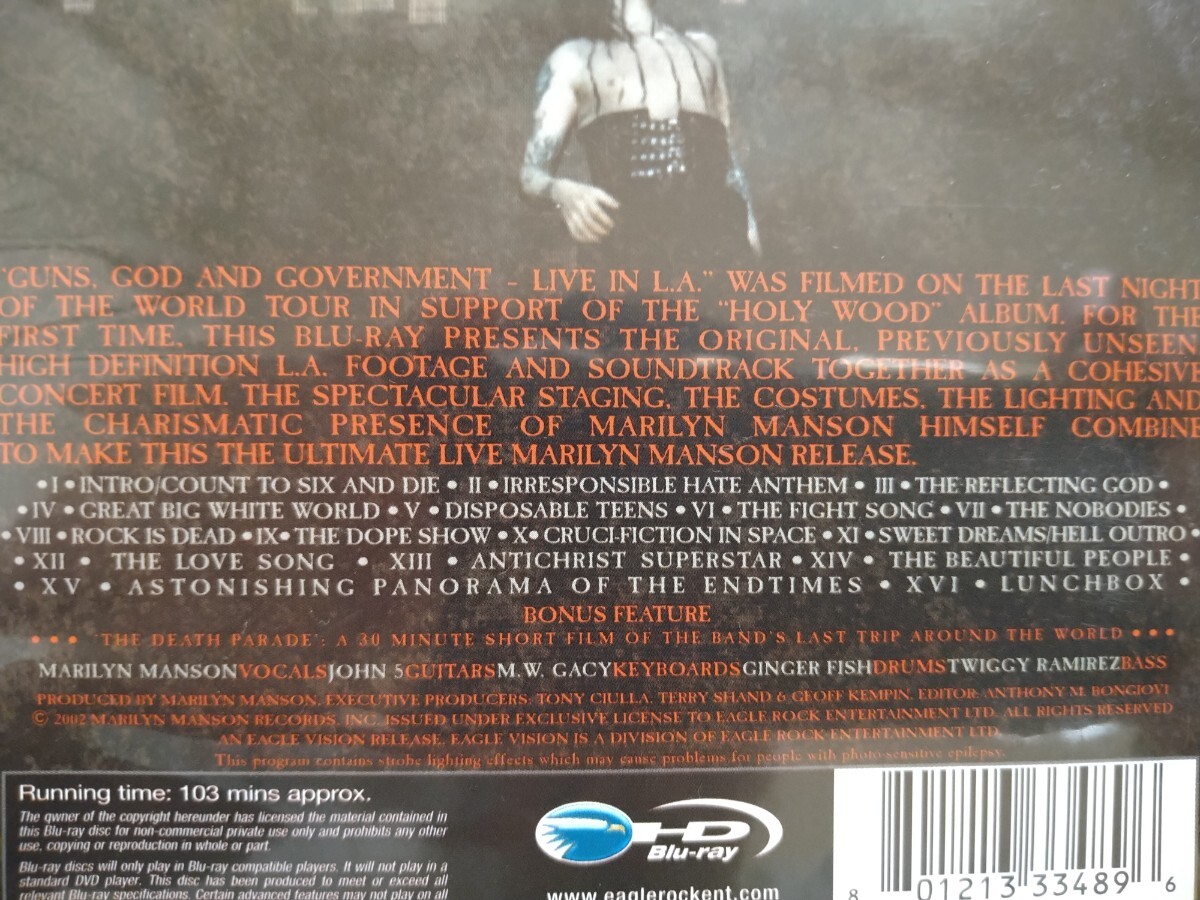 "GUNS, GOD AND GOVERNMENT - LIVE IN L.A." WAS FILMED ON THE LAST NIGHT
OF THE WORLD TOUR IN SUPPORT OF THE "HOLY WOOD" ALBUM. FOR THE
FIRST TIME, THIS BLU-RAY PRESENTS THE ORIGINAL, PREVIOUSLY UNSEEN,
HIGH DEFINITION L.A. FOOTAGE AND SOUNDTRACK TOGETHER AS A COHESIVE
CONCERT FILM. THE SPECTACULAR STAGING, THE COSTUMES, THE LIGHTING AND
THE CHARISMATIC PRESENCE OF MARILYN MANSON HIMSELF COMBINE
TO MAKE THIS THE ULTIMATE LIVE MARILYN MANSON RELEASE.
• I • INTRO/COUNT TO SIX AND DIE • II • IRRESPONSIBLE HATE ANTHEM • III • THE REFLECTING GOD •
• IV • GREAT BIG WHITE WORLD • V • DISPOSABLE TEENS • VI • THE FIGHT SONG • VII • THE NOBODIES •
• VIII • ROCK IS DEAD • IX • THE DOPE SHOW • X • CRUCI-FICTION IN SPACE • XI • SWEET DREAMS/HELL OUTRO •
• XII • THE LOVE SONG • XIII • ANTICHRIST SUPERSTAR • XIV • THE BEAUTIFUL PEOPLE •
• XV • ASTONISHING PANORAMA OF THE ENDTIMES • XVI • LUNCHBOX •
BONUS FEATURE
• • • 'THE DEATH PARADE': A 30 MINUTE SHORT FILM OF THE BAND'S LAST TRIP AROUND THE WORLD • • •
MARILYN MANSON VOCALS JOHN 5 GUITARS M.W. GACY KEYBOARDS GINGER FISH DRUMS TWIGGY RAMIREZ BASS
PRODUCED BY MARILYN MANSON. EXECUTIVE PRODUCERS: TONY CIULLA, TERRY SHAND & GEOFF KEMPIN. EDITOR: ANTHONY M. BONGIOVI
© 2002 MARILYN MANSON RECORDS, INC. ISSUED UNDER EXCLUSIVE LICENSE TO EAGLE ROCK ENTERTAINMENT LTD. ALL RIGHTS RESERVED
AN EAGLE VISION RELEASE. EAGLE VISION IS A DIVISION OF EAGLE ROCK ENTERTAINMENT LTD.
This program contains strobe lighting effects which may cause problems for people with photo sensitive epilepsy.
Running time: 103 mins approx.
The owner of the copyright hereunder has licensed the material contained in
this Blu-ray disc for non-commercial private use only and prohibits any other
use, copying or reproduction in whole or part.
Blu-ray discs will only play in Blu-ray compatible players. It will not play in a
standard DVD player. This disc has been produced to meet or exceed all
relevant Blu-ray specifications. Certain advanced features may not play on all
HD
Blu-ray
www.eaglerockent.com
8 01213 33489 6